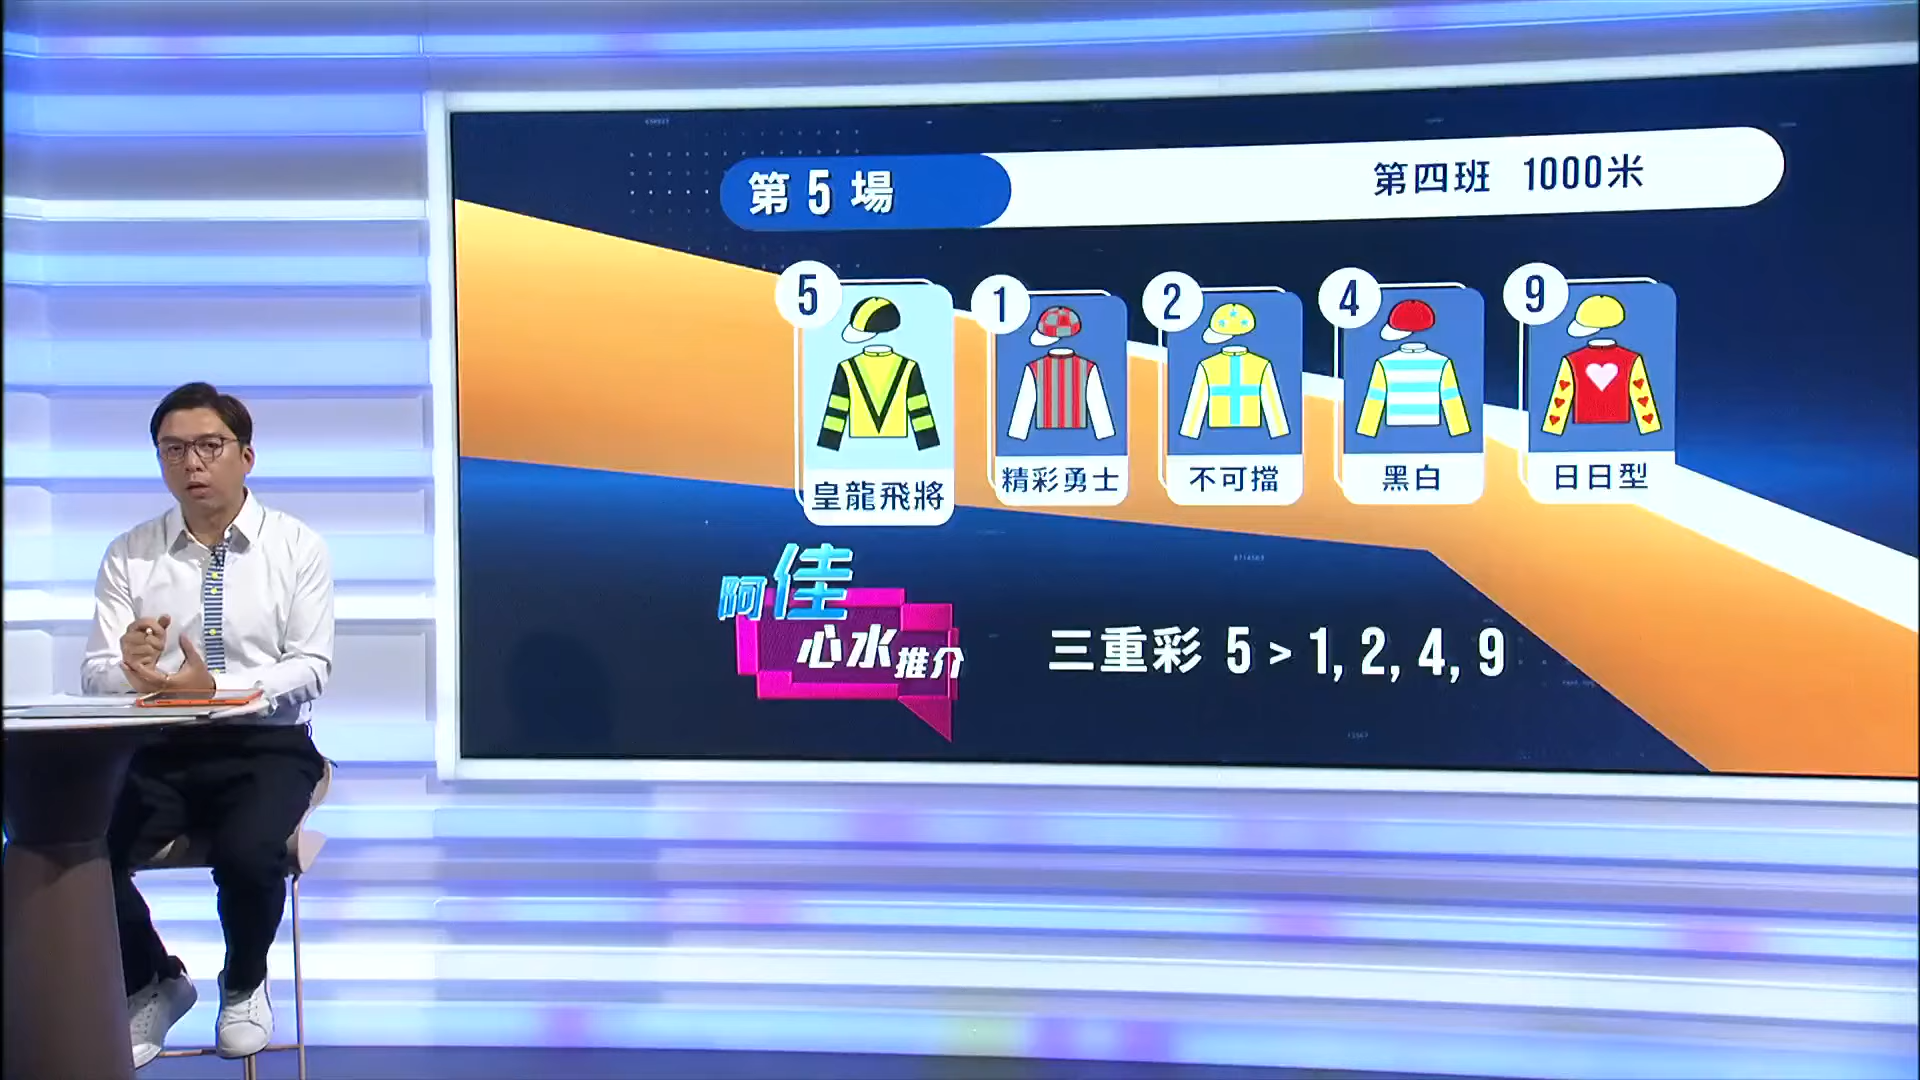 第 5 場
第四班 1000米
5
1
2
4
9
皇龍飛將
精彩勇士
不可擋
黑白
日日型
阿佳
心水推介
三重彩 5 > 1, 2, 4, 9